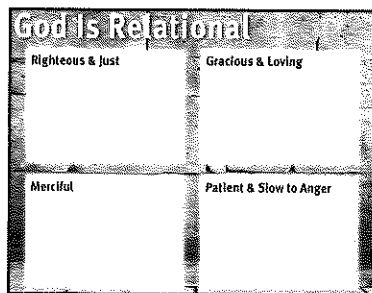 God Is Relational
Righteous & Just
Gracious & Loving
Merciful
Patient & Slow to Anger